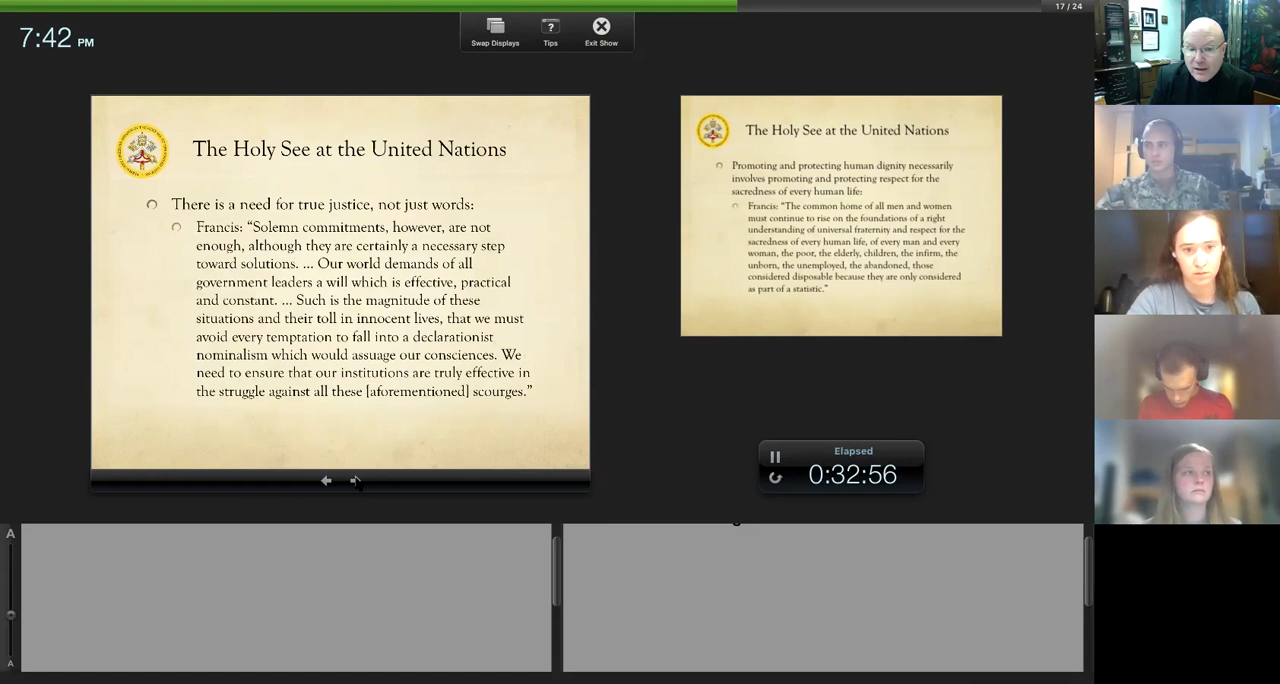 17 / 24
7:42 PM
Swap Displays
Tips
Exit Show
The Holy See at the United Nations
There is a need for true justice, not just words:
Francis: “Solemn commitments, however, are not
enough, although they are certainly a necessary step
toward solutions. ... Our world demands of all
government leaders a will which is effective, practical
and constant. ... Such is the magnitude of these
situations and their toll in innocent lives, that we must
avoid every temptation to fall into a declarationist
nominalism which would assuage our consciences. We
need to ensure that our institutions are truly effective in
the struggle against all these [aforementioned] scourges.”
The Holy See at the United Nations
Promoting and protecting human dignity necessarily
involves promoting and protecting respect for the
sacredness of every human life:
Francis: “The common home of all men and women
must continue to rise on the foundations of a right
understanding of universal fraternity and respect for the
sacredness of every human life, of every man and every
woman, the poor, the elderly, children, the infirm, the
unborn, the unemployed, the abandoned, those
considered disposable because they are only considered
as part of a statistic.”
Elapsed
0:32:56
A
A